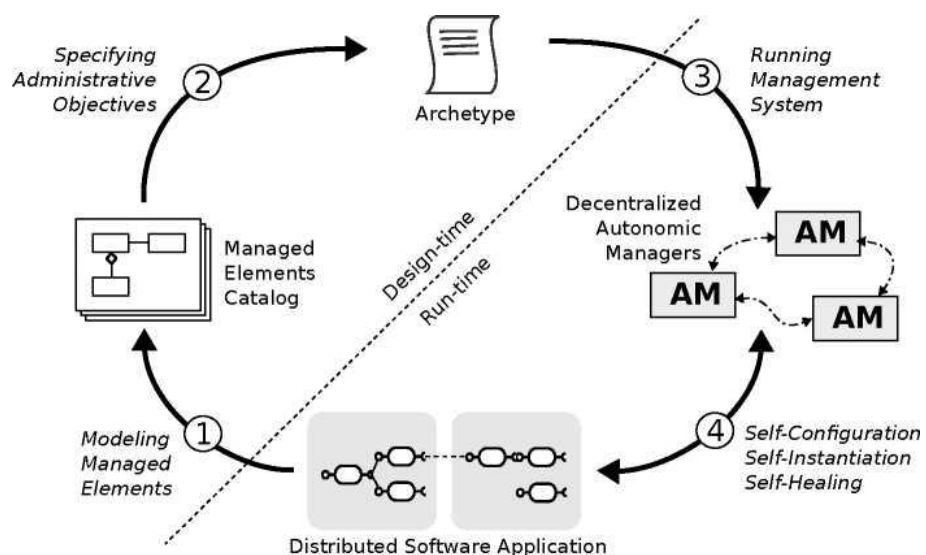 Specifying
Administrative
Objectives
2
Archetype
3
Running
Management
System
Managed
Elements
Catalog
Design-time
Run-time
Decentralized
Autonomic
Managers
AM
AM
AM
Modeling
Managed
Elements
1
4
Self-Configuration
Self-Instantiation
Self-Healing
Distributed Software Application